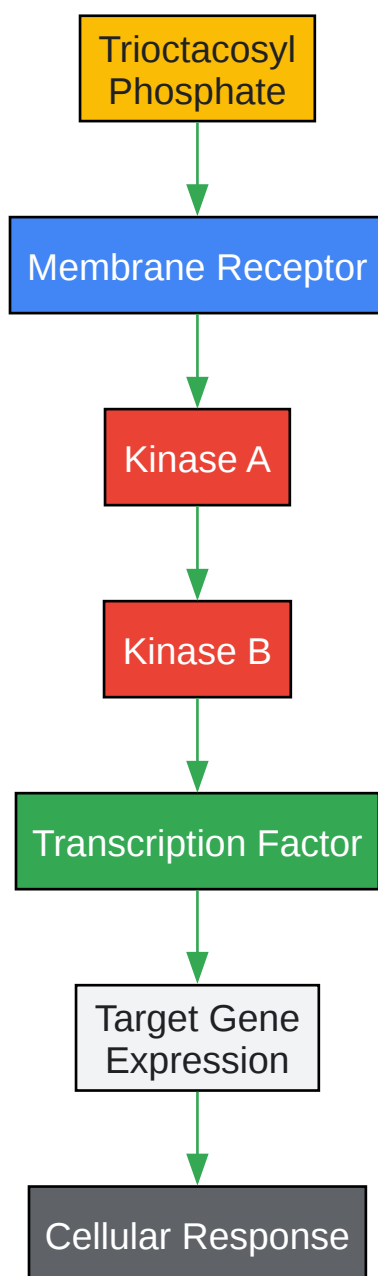 Trioctacosyl
Phosphate
Membrane Receptor
Kinase A
Kinase B
Transcription Factor
Target Gene
Expression
Cellular Response